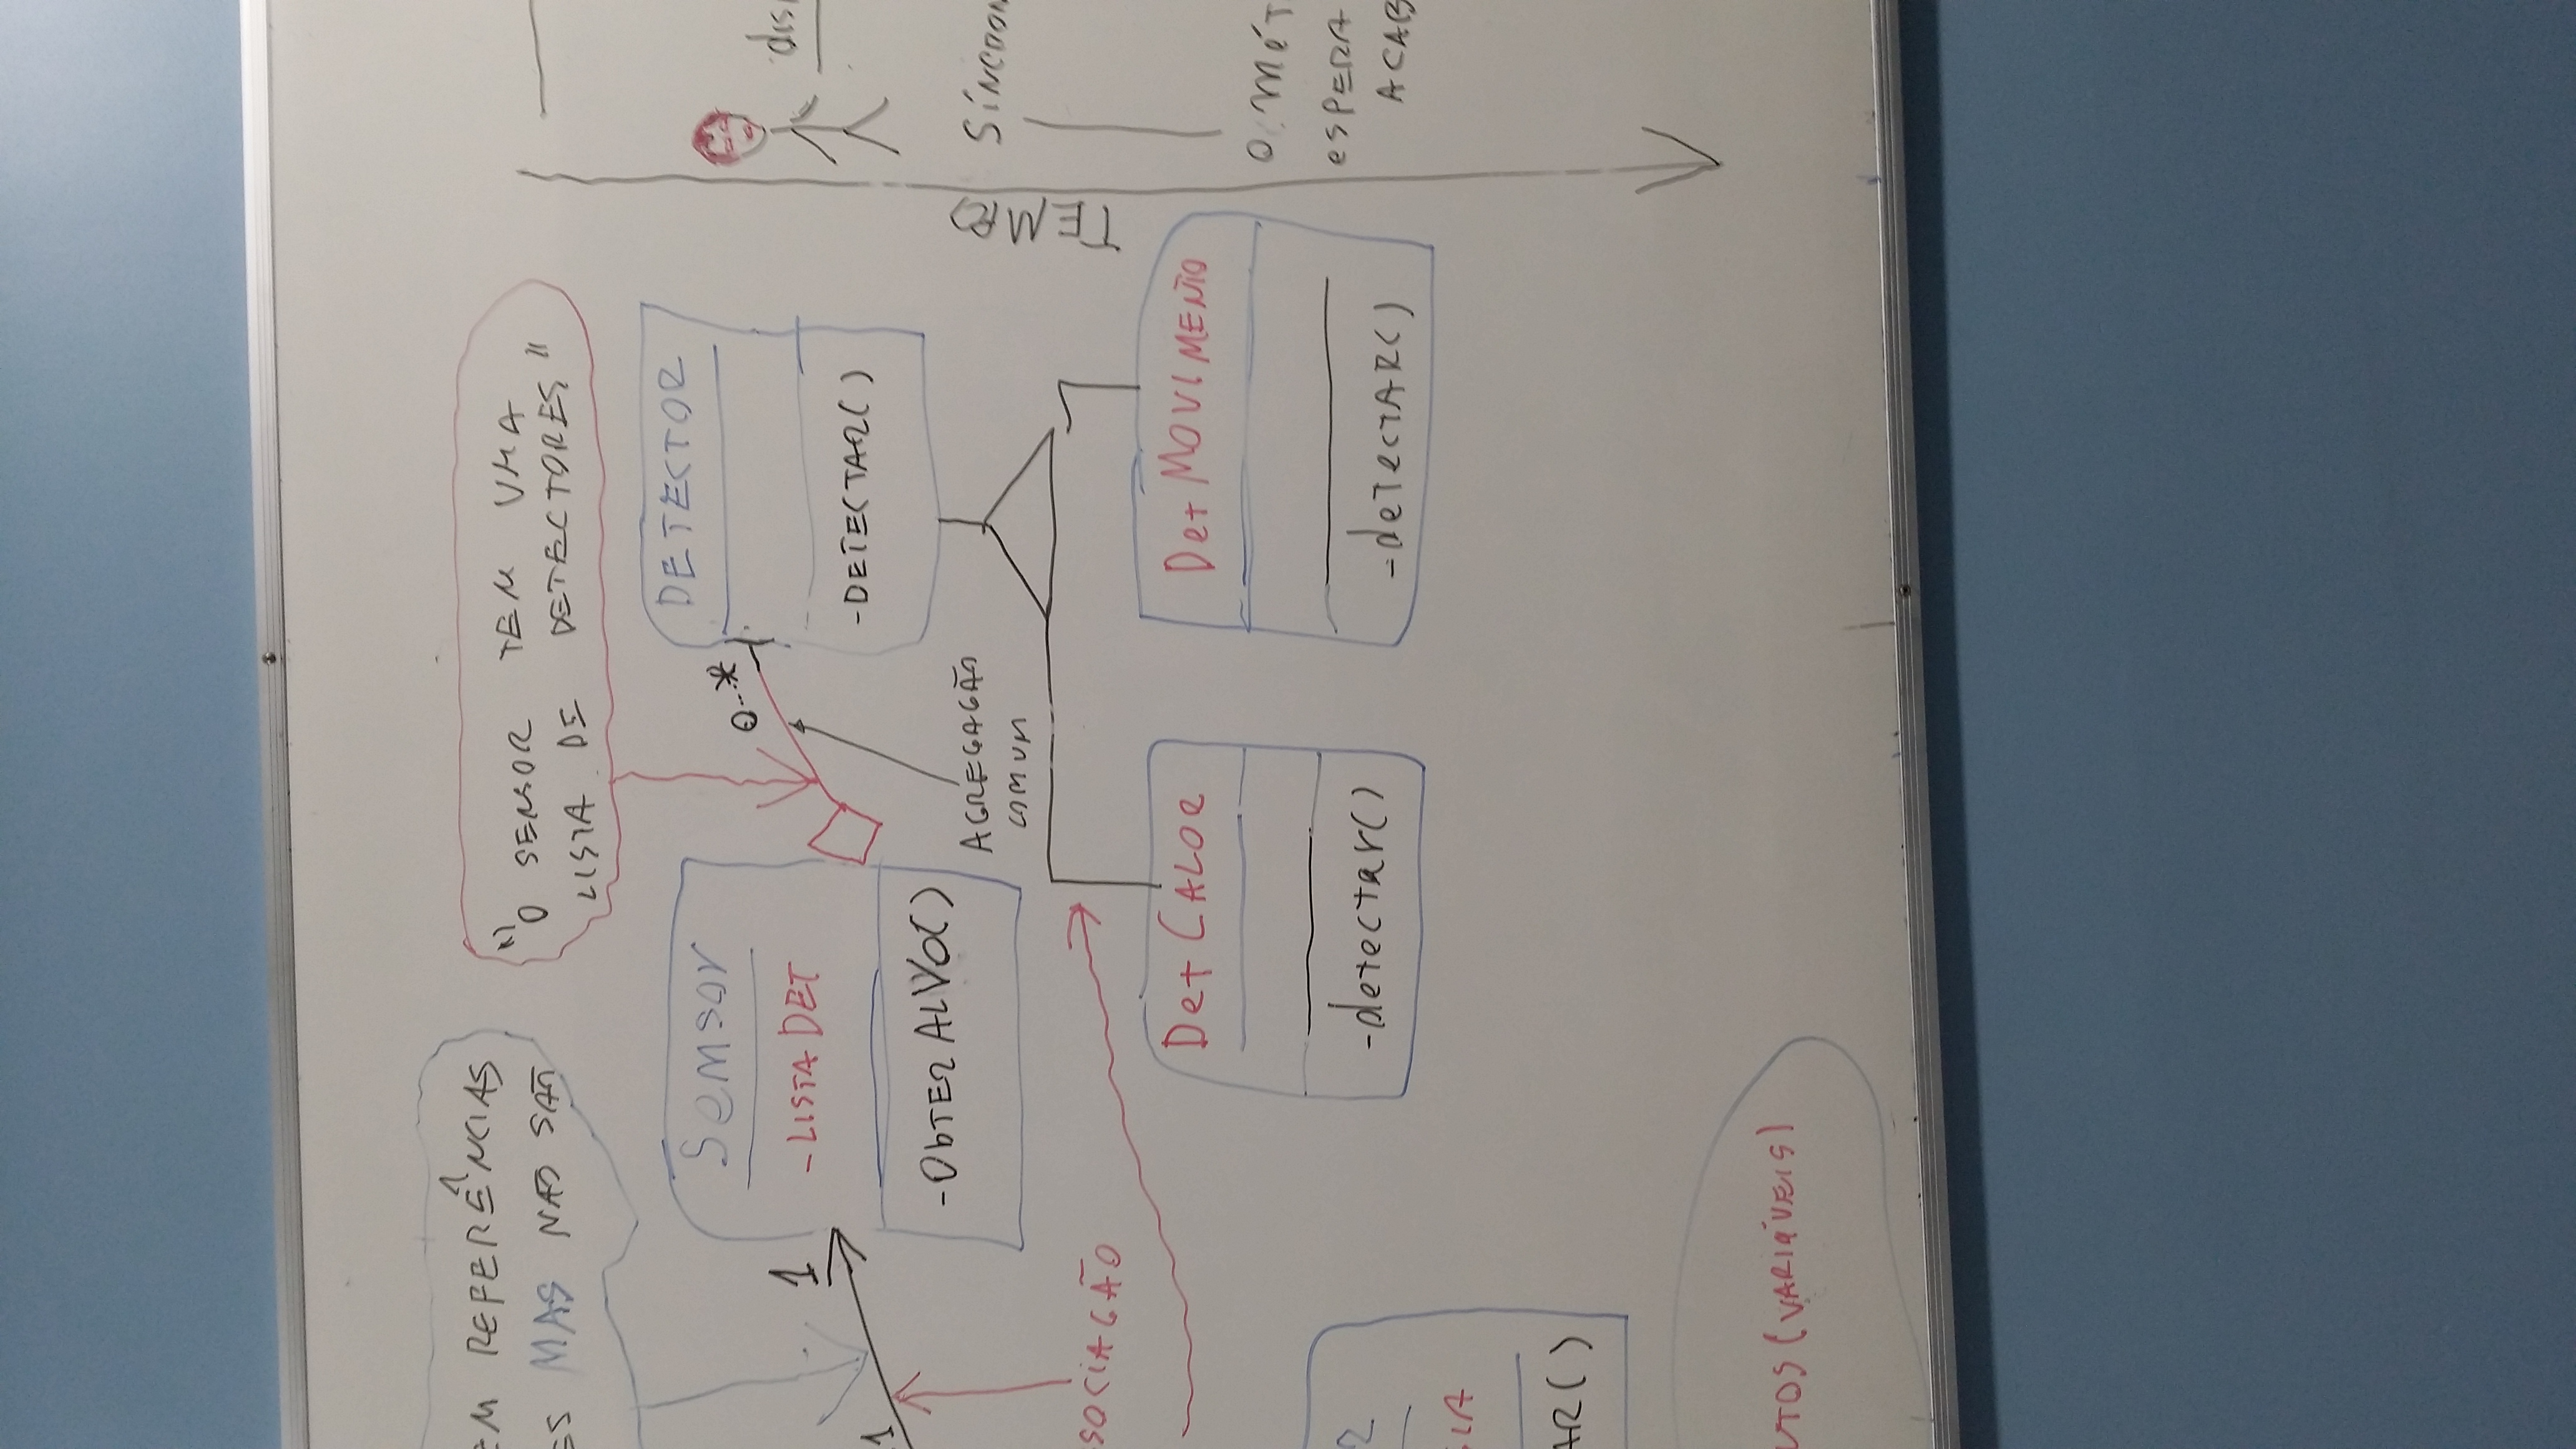 EM REFERÊNCIAS
ES MAS NÃO SÃO
"O SENSOR TEM UMA
LISTA DE DETECTORES"
Sensor
- LISTA DET
- ObTER ALVO()
1
1
0..*
DETECTOR
- DETECTAR()
AGREGAÇÃO
COMUM
SOCIAÇÃO
Det CALOR
- detectar()
Det MOVIMENTO
- detectAR()
R
GIA
AR()
UTOS (VARIÁVEIS)
TEMPO
dis
SÍNCRON
O MÉT
ESPERA
ACAB